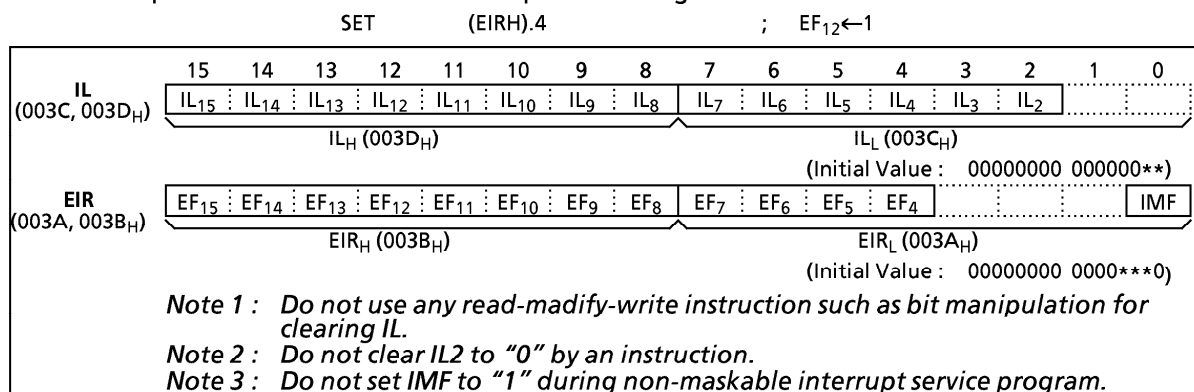 SET (EIRH).4 ; EF12←1
15 14 13 12 11 10 9 8 7 6 5 4 3 2 1 0
IL
(003C, 003DH)
IL15 IL14 IL13 IL12 IL11 IL10 IL9 IL8 IL7 IL6 IL5 IL4 IL3 IL2
ILH (003DH) ILL (003CH)
(Initial Value : 00000000 000000**)
EIR
(003A, 003BH)
EF15 EF14 EF13 EF12 EF11 EF10 EF9 EF8 EF7 EF6 EF5 EF4 IMF
EIRH (003BH) EIRL (003AH)
(Initial Value : 00000000 0000***0)
Note 1 : Do not use any read-madify-write instruction such as bit manipulation for
clearing IL.
Note 2 : Do not clear IL2 to “0” by an instruction.
Note 3 : Do not set IMF to “1” during non-maskable interrupt service program.